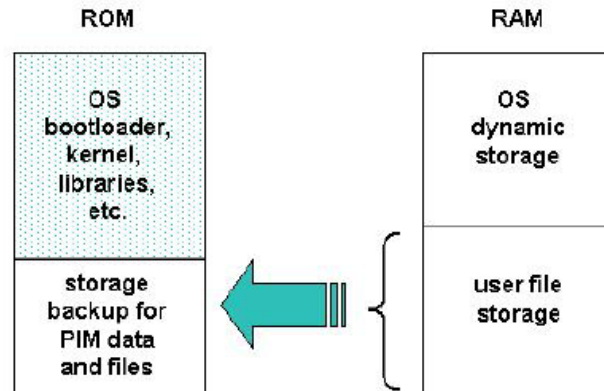 ROM
OS
bootloader,
kernel,
libraries,
etc.
storage
backup for
PIM data
and files
RAM
OS
dynamic
storage
user file
storage